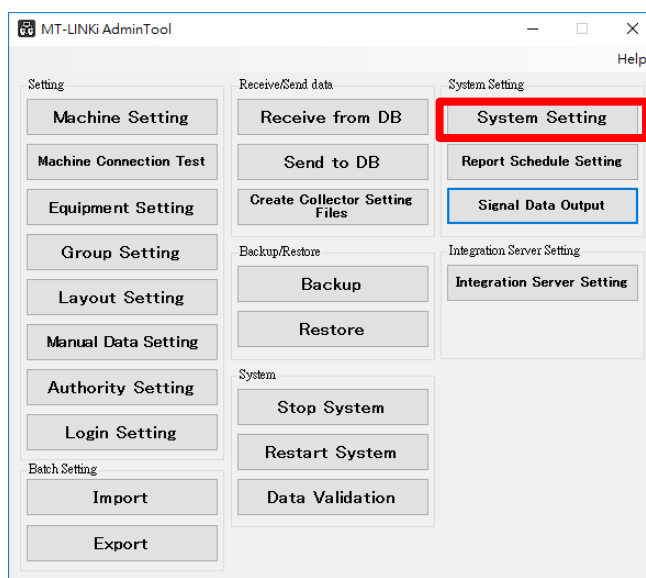 MT-LINKi AdminTool
Help
Setting
Machine Setting
Machine Connection Test
Equipment Setting
Group Setting
Layout Setting
Manual Data Setting
Authority Setting
Login Setting
Batch Setting
Import
Export
Receive/Send data
Receive from DB
Send to DB
Create Collector Setting
Files
Backup/Restore
Backup
Restore
System
Stop System
Restart System
Data Validation
System Setting
System Setting
Report Schedule Setting
Signal Data Output
Integration Server Setting
Integration Server Setting